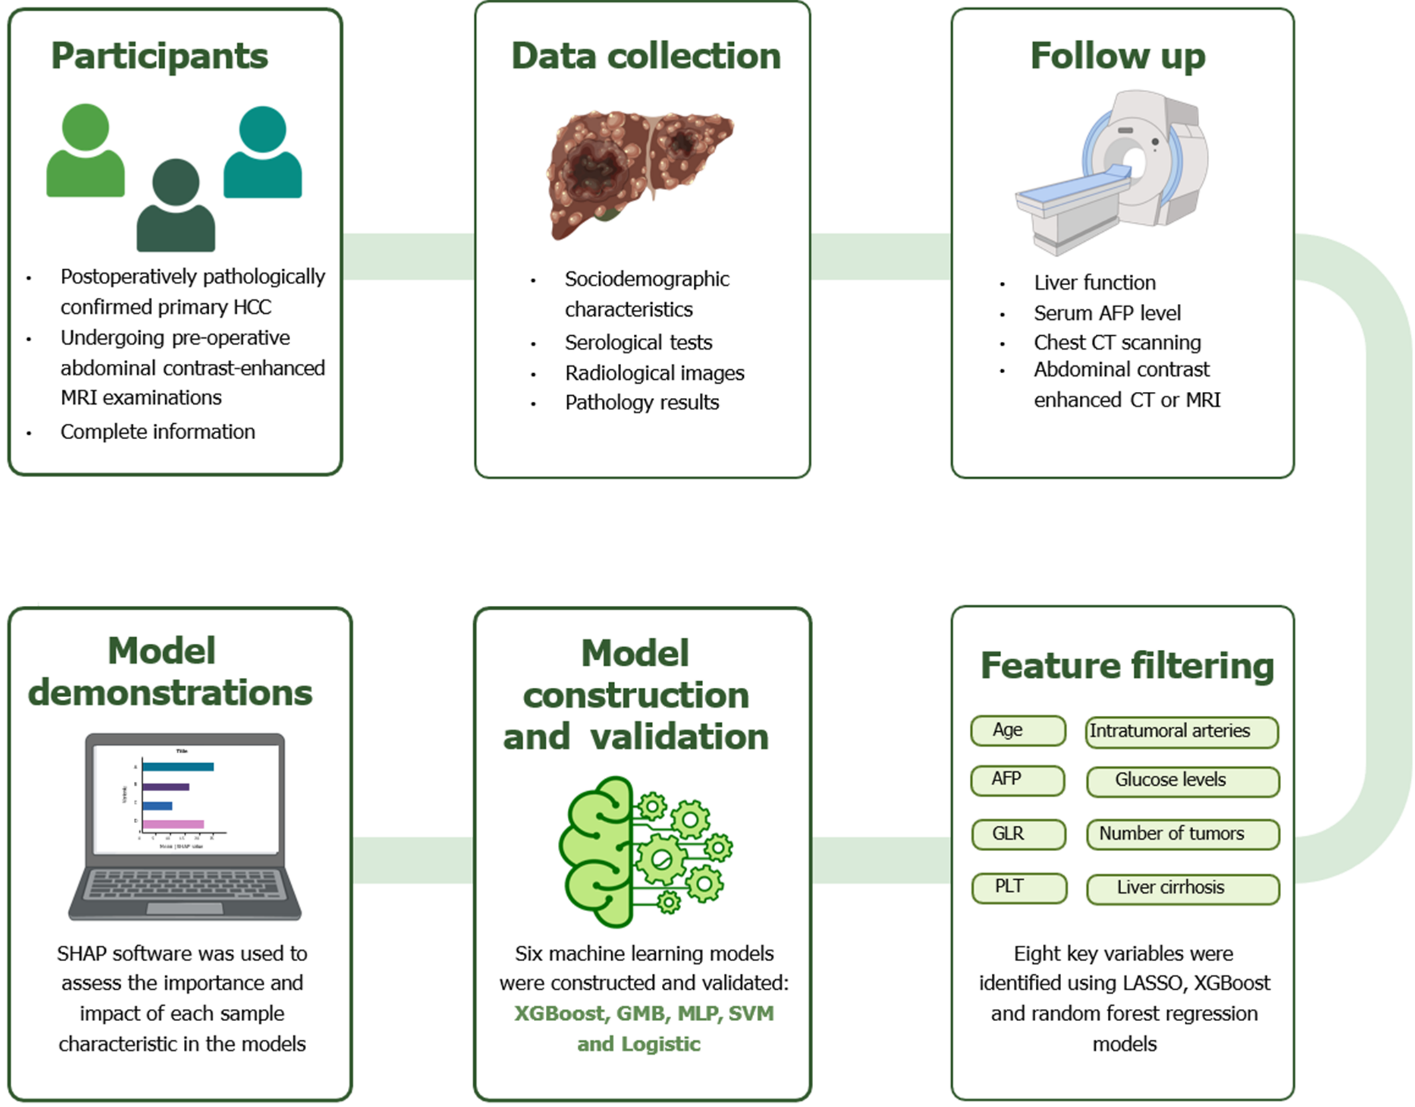 Participants
• Postoperatively pathologically
confirmed primary HCC
• Undergoing pre-operative
abdominal contrast-enhanced
MRI examinations
• Complete information
Data collection
• Sociodemographic
characteristics
• Serological tests
• Radiological images
• Pathology results
Follow up
• Liver function
• Serum AFP level
• Chest CT scanning
• Abdominal contrast
enhanced CT or MRI
Feature filtering
Age
Intratumoral arteries
AFP
Glucose levels
GLR
Number of tumors
PLT
Liver cirrhosis
Eight key variables were
identified using LASSO, XGBoost
and random forest regression
models
Model
construction
and validation
Six machine learning models
were constructed and validated:
XGBoost, GMB, MLP, SVM
and Logistic
Model
demonstrations
Title
SHAP software was used to
assess the importance and
impact of each sample
characteristic in the models